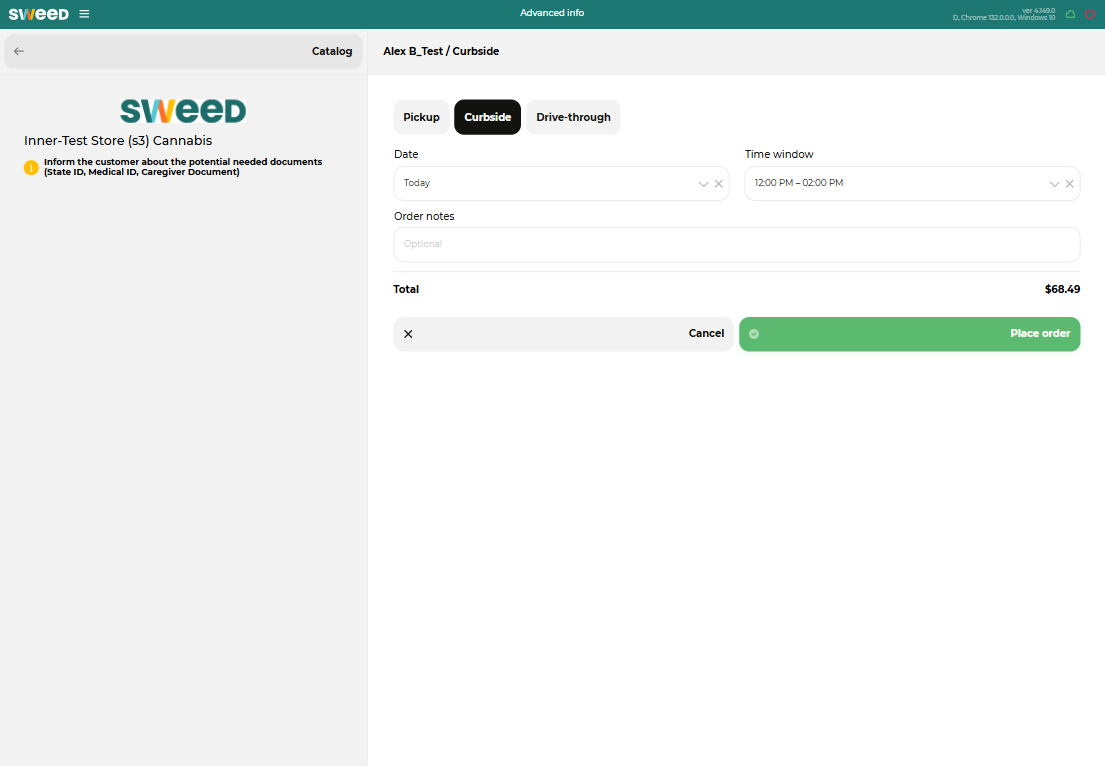 sweed
Advanced info
ver 4.149.0
D, Chrome 132.0.0.0, Windows 10
Catalog
Alex B_Test / Curbside
sweed
Inner-Test Store (s3) Cannabis
Inform the customer about the potential needed documents
(State ID, Medical ID, Caregiver Document)
Pickup
Curbside
Drive-through
Date
Time window
Today
12:00 PM – 02:00 PM
Order notes
Optional
Total
$68.49
Cancel
Place order